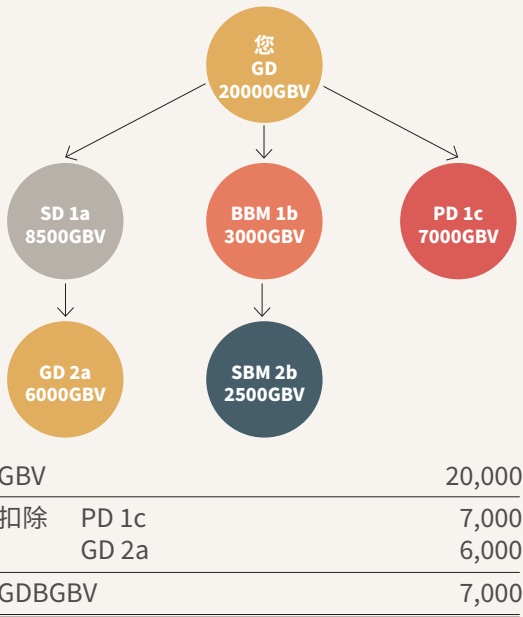 您
GD
20000GBV
SD 1a
8500GBV
BBM 1b
3000GBV
PD 1c
7000GBV
GD 2a
6000GBV
SBM 2b
2500GBV
GBV 20,000
扣除 PD 1c 7,000
GD 2a 6,000
GDBGBV 7,000